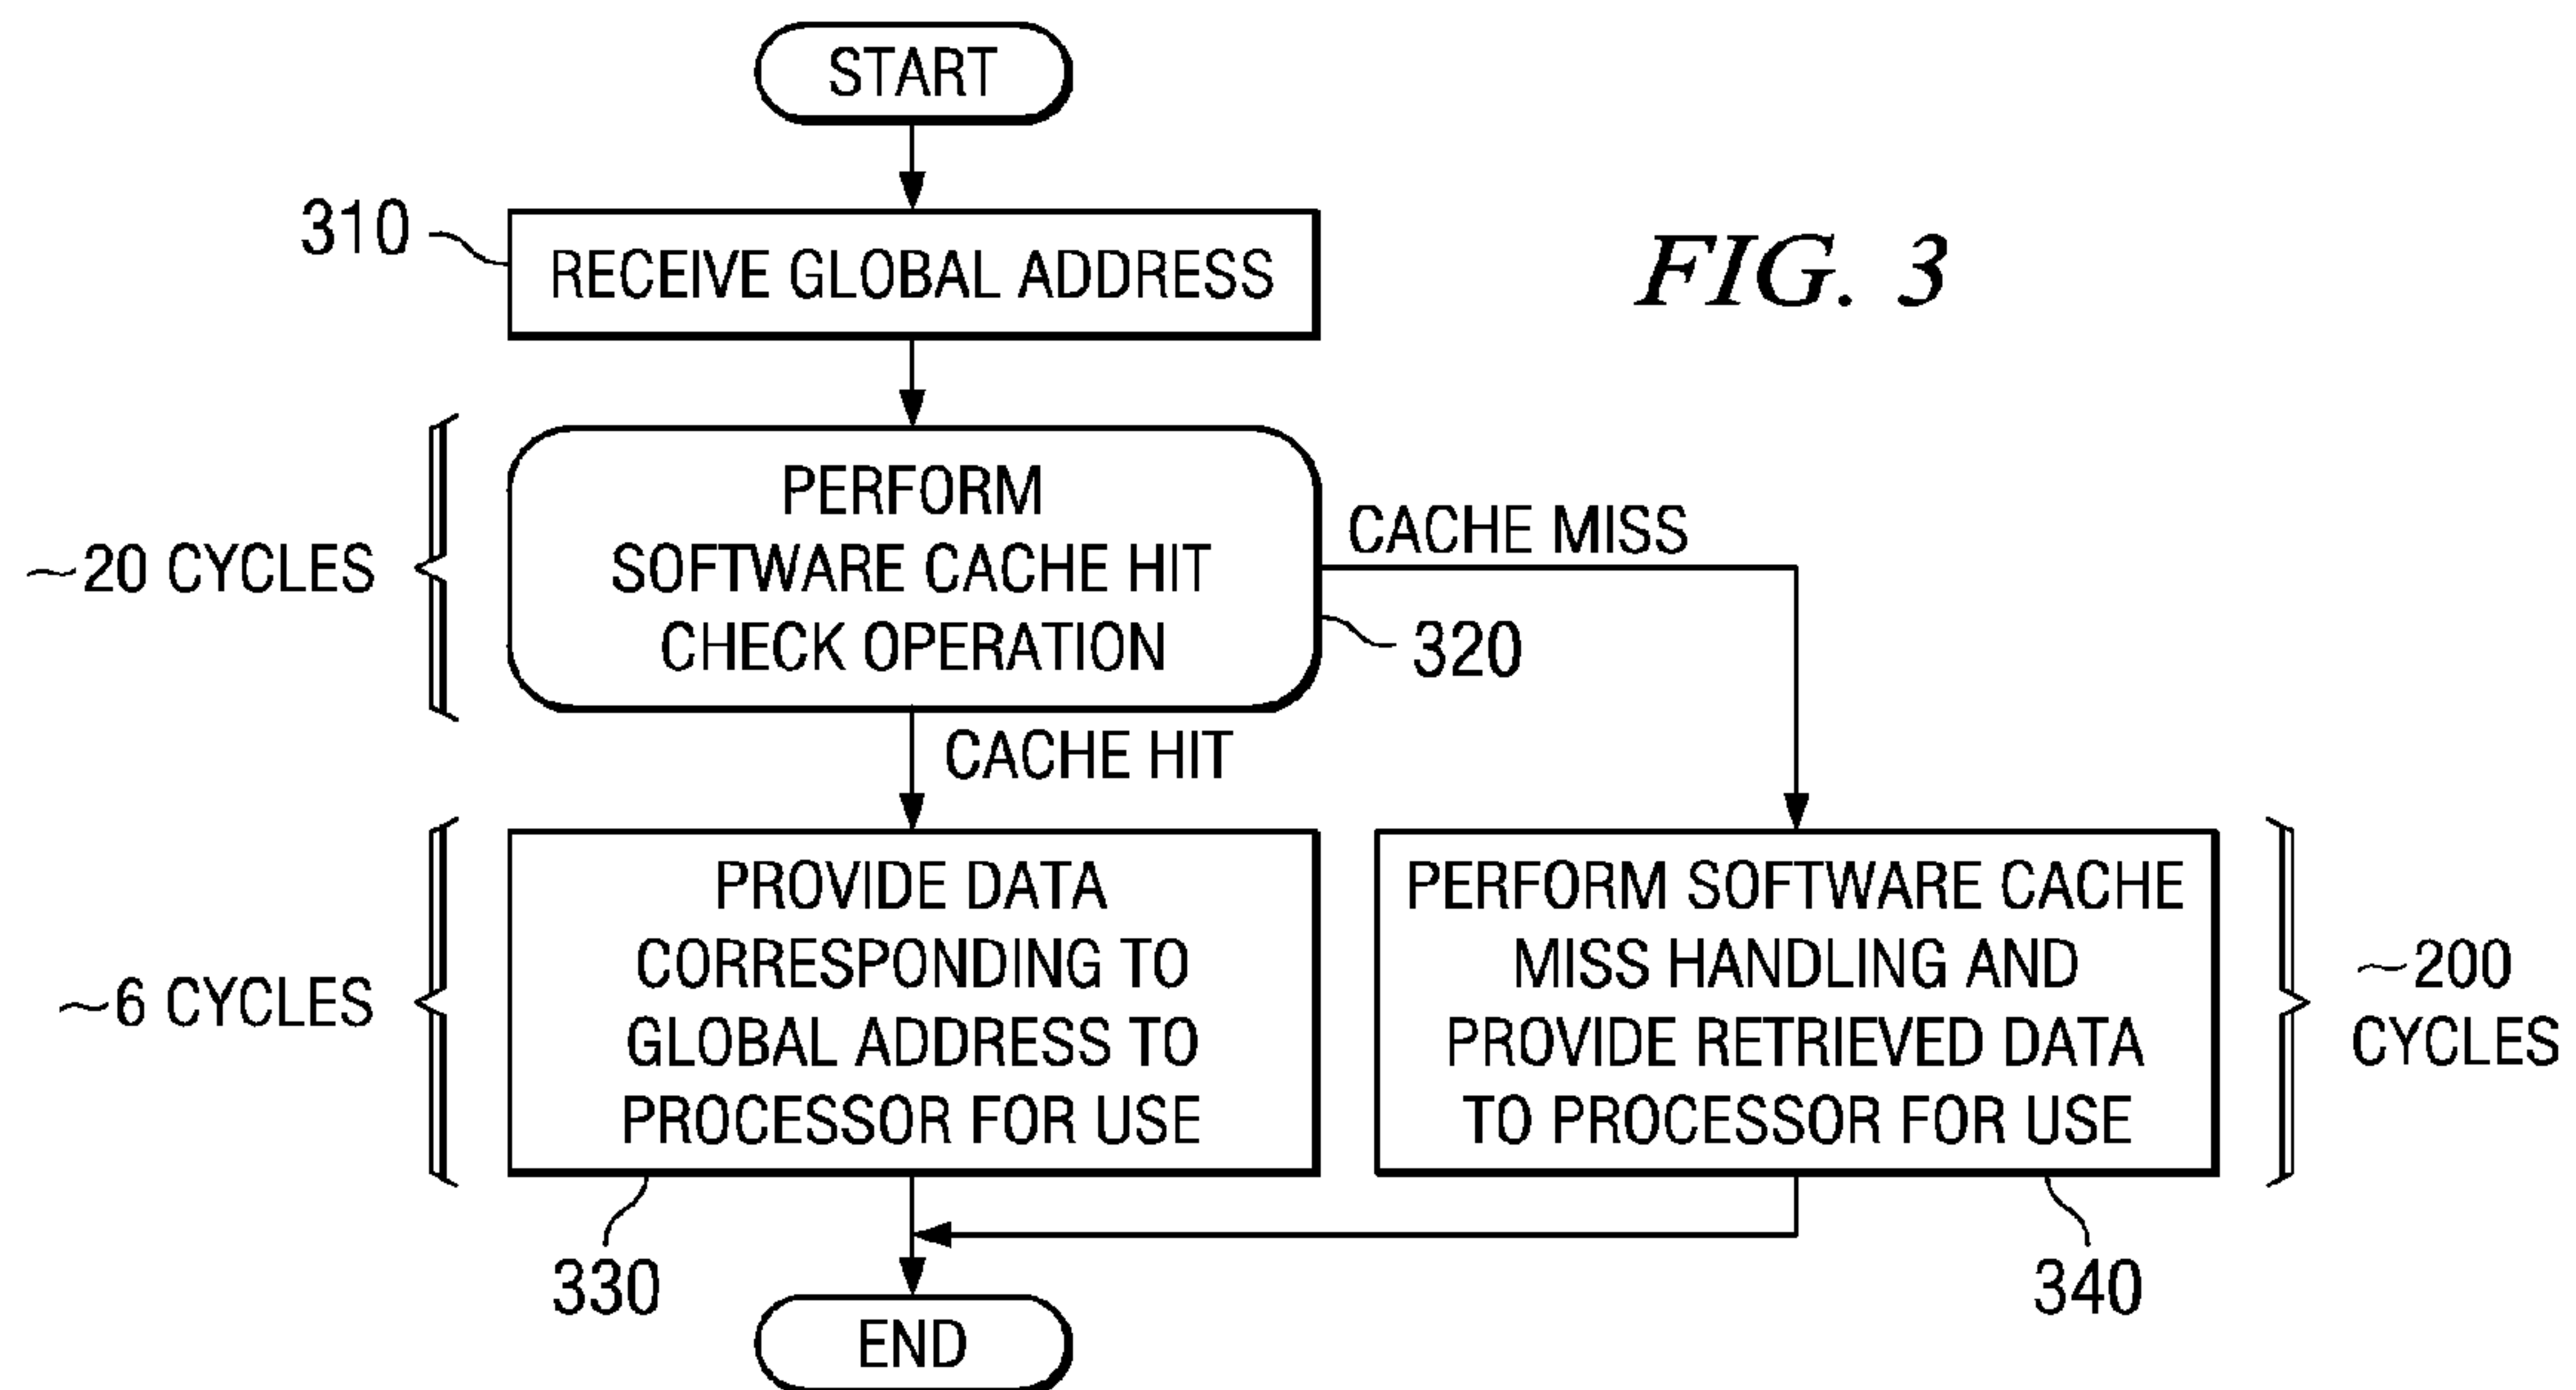 START
310
RECEIVE GLOBAL ADDRESS
FIG. 3
~20 CYCLES
PERFORM
SOFTWARE CACHE HIT
CHECK OPERATION
CACHE MISS
320
CACHE HIT
~6 CYCLES
PROVIDE DATA
CORRESPONDING TO
GLOBAL ADDRESS TO
PROCESSOR FOR USE
330
PERFORM SOFTWARE CACHE
MISS HANDLING AND
PROVIDE RETRIEVED DATA
TO PROCESSOR FOR USE
~200
CYCLES
340
END